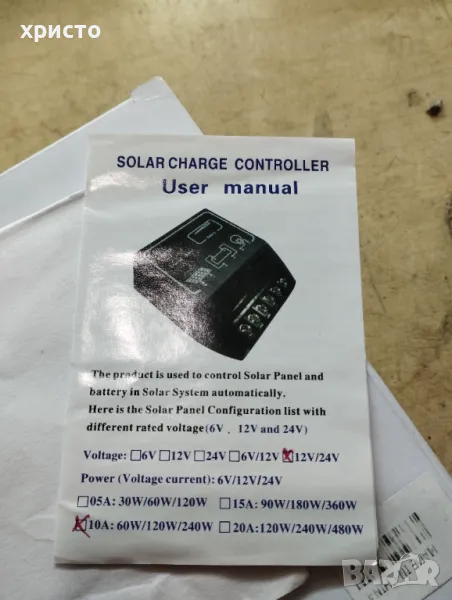 христо
SOLAR CHARGE CONTROLLER
User manual
The product is used to control Solar Panel and
battery in Solar System automatically.
Here is the Solar Panel Configuration list with
different rated voltage(6V、12V and 24V)
Voltage: □6V □12V □24V □6V/12V ☒12V/24V
Power (Voltage current): 6V/12V/24V
□05A: 30W/60W/120W □15A: 90W/180W/360W
☒10A: 60W/120W/240W □20A:120W/240W/480W
BAZAR